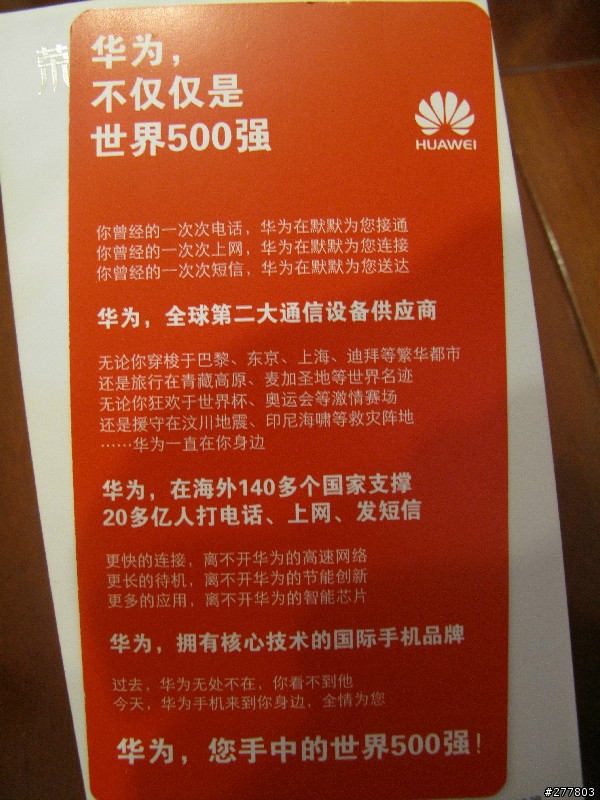 荣
华为，
不仅仅是
世界500强
HUAWEI
你曾经的一次次电话，华为在默默为您接通
你曾经的一次次上网，华为在默默为您连接
你曾经的一次次短信，华为在默默为您送达
华为，全球第二大通信设备供应商
无论你穿梭于巴黎、东京、上海、迪拜等繁华都市
还是旅行在青藏高原、麦加圣地等世界名迹
无论你狂欢于世界杯、奥运会等激情赛场
还是援守在汶川地震、印尼海啸等救灾阵地
……华为一直在你身边
华为，在海外140多个国家支撑
20多亿人打电话、上网、发短信
更快的连接，离不开华为的高速网络
更长的待机，离不开华为的节能创新
更多的应用，离不开华为的智能芯片
华为，拥有核心技术的国际手机品牌
过去，华为无处不在，你看不到他
今天，华为手机来到你身边，全情为您
华为，您手中的世界500强！
#277803